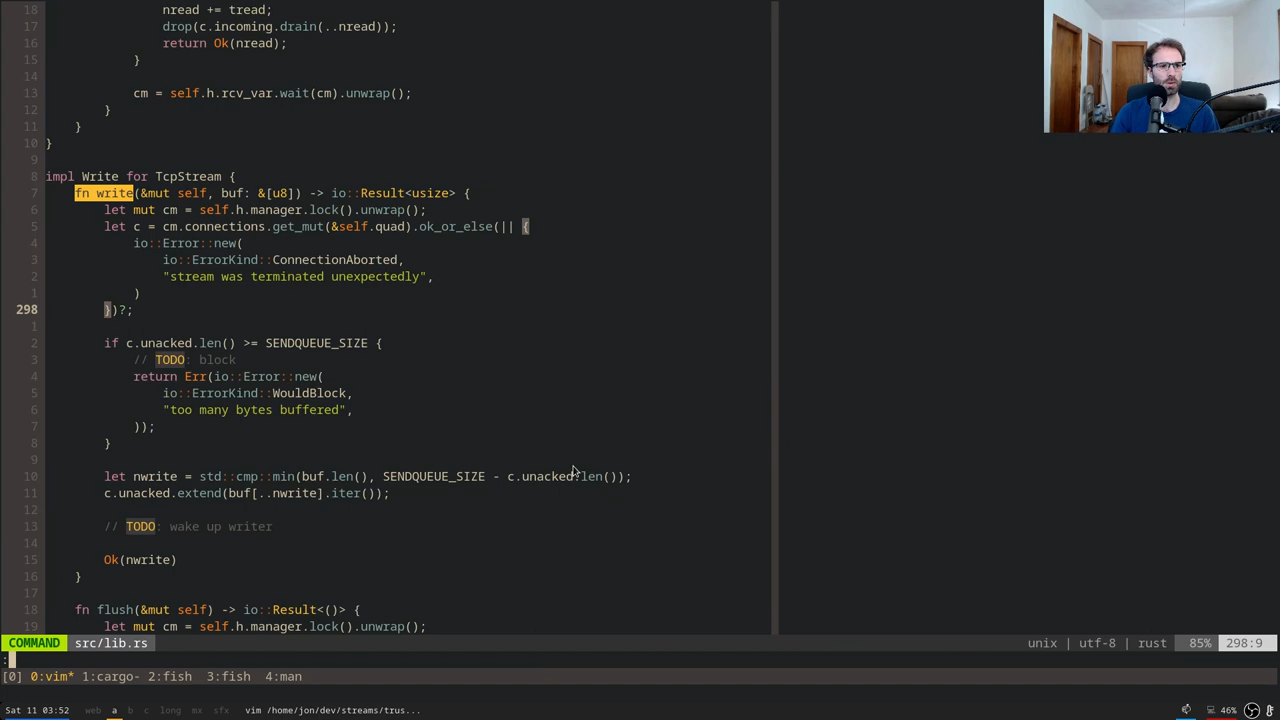 18                     nread += tread;
17                     drop(c.incoming.drain(..nread));
16                     return Ok(nread);
15                 }
14
13                 cm = self.h.rcv_var.wait(cm).unwrap();
12             }
11         }
10     }
9
8 impl Write for TcpStream {
7     fn write(&mut self, buf: &[u8]) -> io::Result<usize> {
6         let mut cm = self.h.manager.lock().unwrap();
5         let c = cm.connections.get_mut(&self.quad).ok_or_else(|| {
4             io::Error::new(
3                 io::ErrorKind::ConnectionAborted,
2                 "stream was terminated unexpectedly",
1             )
298         })?;
1
2         if c.unacked.len() >= SENDQUEUE_SIZE {
3             // TODO: block
4             return Err(io::Error::new(
5                 io::ErrorKind::WouldBlock,
6                 "too many bytes buffered",
7             ));
8         }
9
10         let nwrite = std::cmp::min(buf.len(), SENDQUEUE_SIZE - c.unacked.len());
11         c.unacked.extend(buf[..nwrite].iter());
12
13         // TODO: wake up writer
14
15         Ok(nwrite)
16     }
17
18     fn flush(&mut self) -> io::Result<()> {
19         let mut cm = self.h.manager.lock().unwrap();
COMMAND src/lib.rs unix | utf-8 | rust 85% 298:9
:
[0] 0:vim* 1:cargo- 2:fish 3:fish 4:man
Sat 11 03:52 web a b c long mx sfx vim /home/jon/dev/streams/trus... 46%